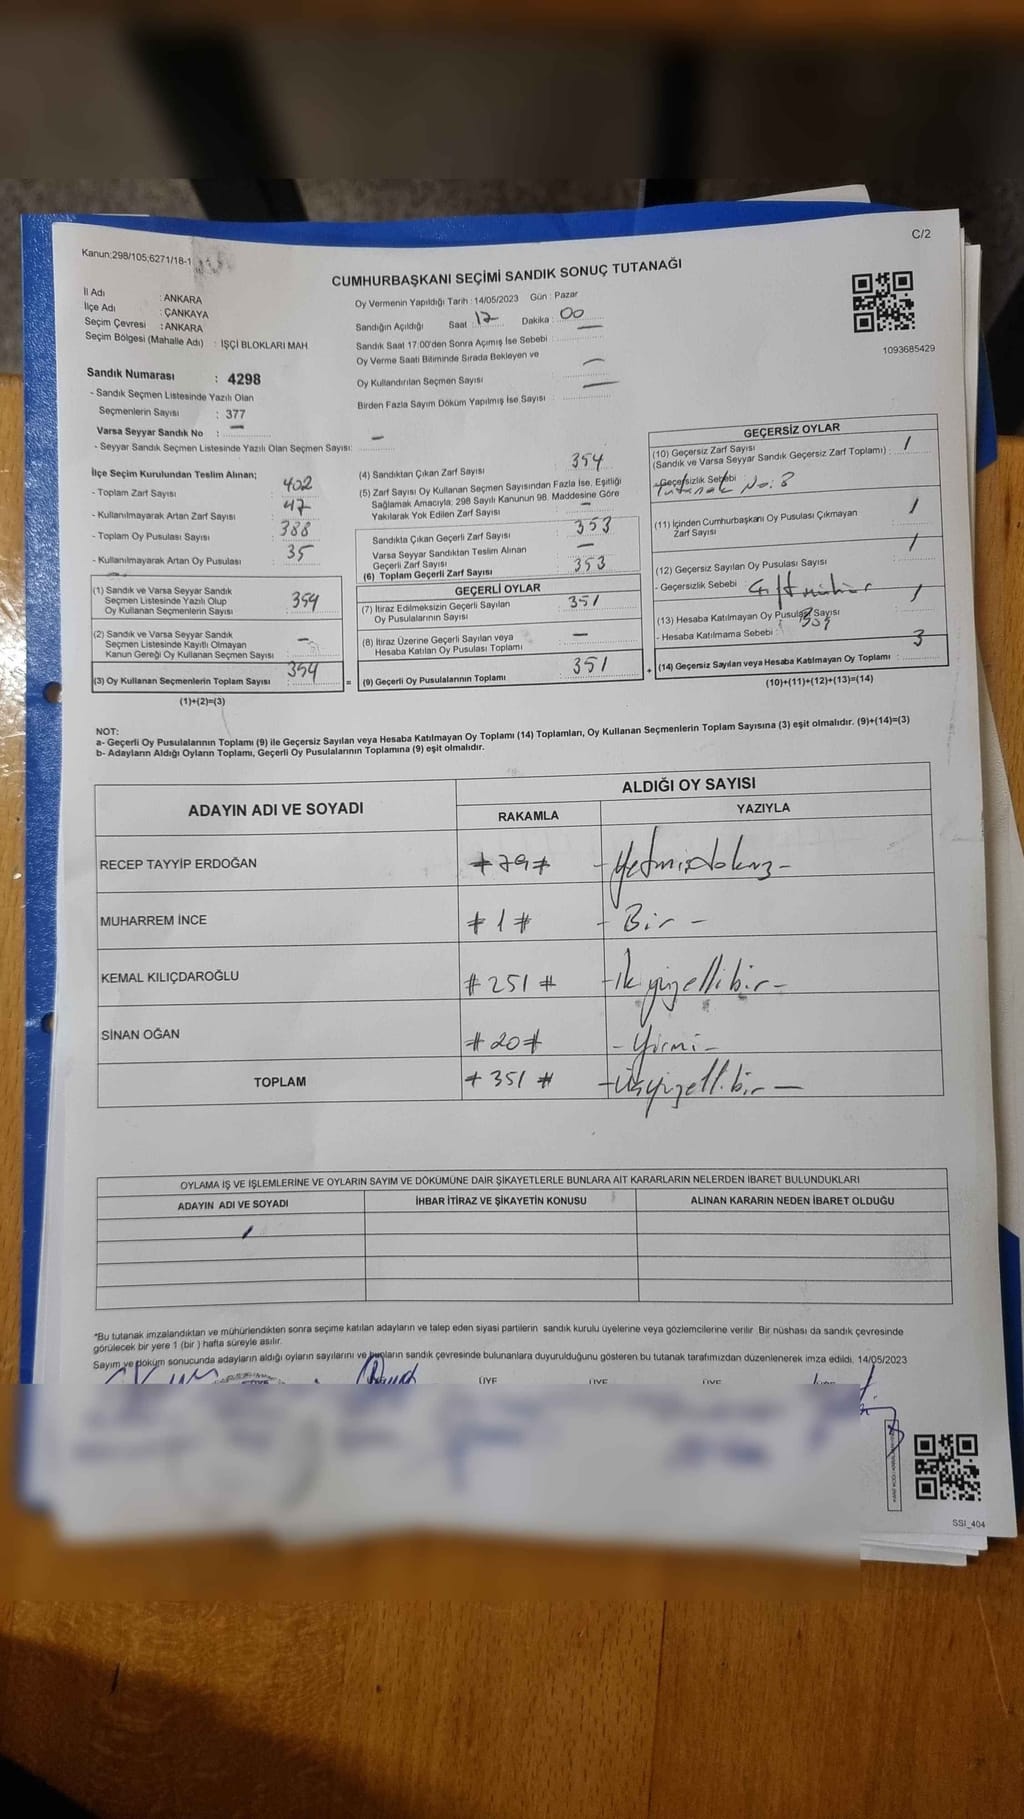 C/2
Kanun:298/105;6271/18-1
CUMHURBAŞKANI SEÇİMİ SANDIK SONUÇ TUTANAĞI
İl Adı : ANKARA
İlçe Adı : ÇANKAYA
Seçim Çevresi : ANKARA
Seçim Bölgesi (Mahalle Adı) : İŞÇİ BLOKLARI MAH
Oy Vermenin Yapıldığı Tarih : 14/05/2023 Gün : Pazar
Sandığın Açıldığı Saat : 17 Dakika : 00
Sandık Saat 17:00'den Sonra Açımış İse Sebebi :
Oy Verme Saati Bitiminde Sırada Bekleyen ve
Oy Kullandırılan Seçmen Sayısı : —
Birden Fazla Sayım Döküm Yapılmış İse Sayısı : —
1093685429
Sandık Numarası : 4298
- Sandık Seçmen Listesinde Yazılı Olan
Seçmenlerin Sayısı : 377
Varsa Seyyar Sandık No : —
- Seyyar Sandık Seçmen Listesinde Yazılı Olan Seçmen Sayısı: —
İlçe Seçim Kurulundan Teslim Alınan;
- Toplam Zarf Sayısı : 402
- Kullanılmayarak Artan Zarf Sayısı : 47
- Toplam Oy Pusulası Sayısı : 388
- Kullanılmayarak Artan Oy Pusulası : 35
(1) Sandık ve Varsa Seyyar Sandık
Seçmen Listesinde Yazılı Olup
Oy Kullanan Seçmenlerin Sayısı : 354
(2) Sandık ve Varsa Seyyar Sandık
Seçmen Listesinde Kayıtlı Olmayan
Kanun Gereği Oy Kullanan Seçmen Sayısı : —
(3) Oy Kullanan Seçmenlerin Toplam Sayısı : 354
(1)+(2)=(3)
(4) Sandıktan Çıkan Zarf Sayısı : 354
(5) Zarf Sayısı Oy Kullanan Seçmen Sayısından Fazla İse, Eşitliği
Sağlamak Amacıyla; 298 Sayılı Kanunun 98. Maddesine Göre
Yakılarak Yok Edilen Zarf Sayısı : —
Sandıkta Çıkan Geçerli Zarf Sayısı : 353
Varsa Seyyar Sandıktan Teslim Alınan
Geçerli Zarf Sayısı : —
(6) Toplam Geçerli Zarf Sayısı : 353
GEÇERLİ OYLAR
(7) İtiraz Edilmeksizin Geçerli Sayılan
Oy Pusulalarının Sayısı : 351
(8) İtiraz Üzerine Geçerli Sayılan veya
Hesaba Katılan Oy Pusulası Toplamı : —
= (9) Geçerli Oy Pusulalarının Toplamı : 351
GEÇERSİZ OYLAR
(10) Geçersiz Zarf Sayısı
(Sandık ve Varsa Seyyar Sandık Geçersiz Zarf Toplamı) : 1
- Geçersizlik Sebebi
Tutanak No: 8
(11) İçinden Cumhurbaşkanı Oy Pusulası Çıkmayan
Zarf Sayısı : 1
(12) Geçersiz Sayılan Oy Pusulası Sayısı : 1
- Geçersizlik Sebebi Çift mühür
(13) Hesaba Katılmayan Oy Pusulası Sayısı : 1
- Hesaba Katılmama Sebebi :
+ (14) Geçersiz Sayılan veya Hesaba Katılmayan Oy Toplamı : 3
(10)+(11)+(12)+(13)=(14)
NOT:
a- Geçerli Oy Pusulalarının Toplamı (9) ile Geçersiz Sayılan veya Hesaba Katılmayan Oy Toplamı (14) Toplamları, Oy Kullanan Seçmenlerin Toplam Sayısına (3) eşit olmalıdır. (9)+(14)=(3)
b- Adayların Aldığı Oyların Toplamı, Geçerli Oy Pusulalarının Toplamına (9) eşit olmalıdır.
ADAYIN ADI VE SOYADI
ALDIĞI OY SAYISI
RAKAMLA YAZIYLA
RECEP TAYYİP ERDOĞAN # 79 # - Yetmişdokuz -
MUHARREM İNCE # 1 # - Bir -
KEMAL KILIÇDAROĞLU # 251 # - İkiyüzellibir -
SİNAN OĞAN # 20 # - Yirmi -
TOPLAM # 351 # - Üçyüzellibir -
OYLAMA İŞ VE İŞLEMLERİNE VE OYLARIN SAYIM VE DÖKÜMÜNE DAİR ŞİKAYETLERLE BUNLARA AİT KARARLARIN NELERDEN İBARET BULUNDUKLARI
ADAYIN ADI VE SOYADI İHBAR İTİRAZ VE ŞİKAYETİN KONUSU ALINAN KARARIN NEDEN İBARET OLDUĞU
*Bu tutanak imzalandıktan ve mühürlendikten sonra seçime katılan adayların ve talep eden siyasi partilerin sandık kurulu üyelerine veya gözlemcilerine verilir Bir nüshası da sandık çevresinde
görülecek bir yere 1 (bir ) hafta süreyle asılır.
Sayım ve döküm sonucunda adayların aldığı oyların sayılarını ve bunların sandık çevresinde bulunanlara duyurulduğunu gösteren bu tutanak tarafımızdan düzenlenerek imza edildi. 14/05/2023
ÜYE ÜYE ÜYE
SSI_404